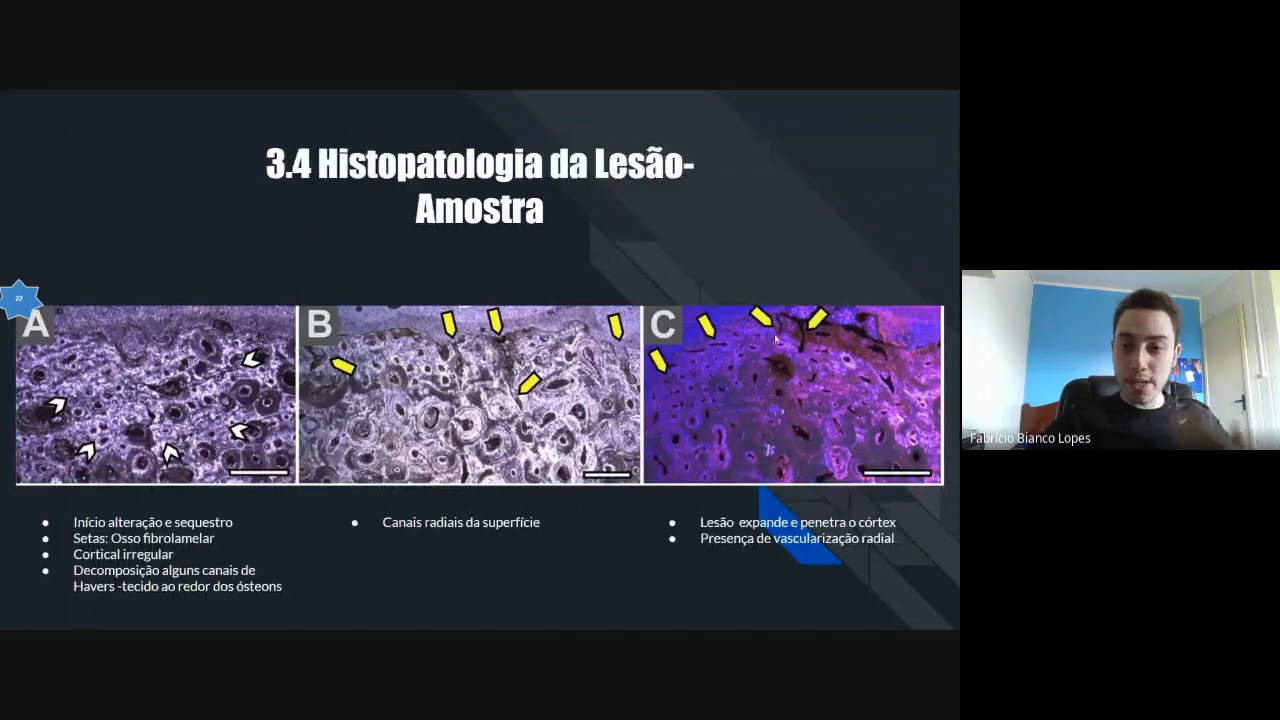 3.4 Histopatologia da Lesão-
Amostra
22
A
B
C
● Início alteração e sequestro
● Setas: Osso fibrolamelar
● Cortical irregular
● Decomposição alguns canais de
Havers -tecido ao redor dos ósteons
● Canais radiais da superfície
● Lesão expande e penetra o córtex
● Presença de vascularização radial
Fabrício Bianco Lopes